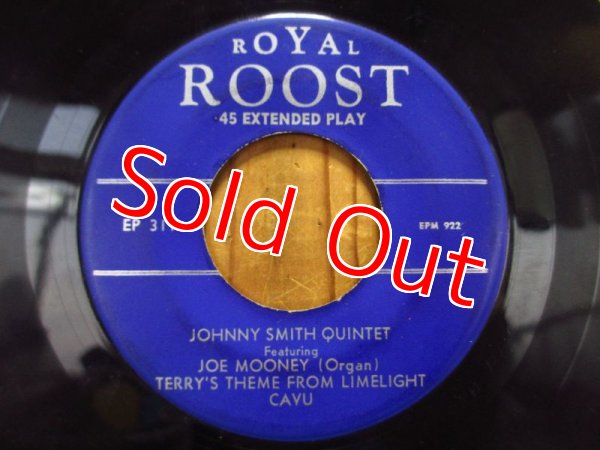 ROYAL
ROOST
45 EXTENDED PLAY
Sold Out
EP
EPM 922
JOHNNY SMITH QUINTET
Featuring
JOE MOONEY (Organ)
TERRY'S THEME FROM LIMELIGHT
CAVU